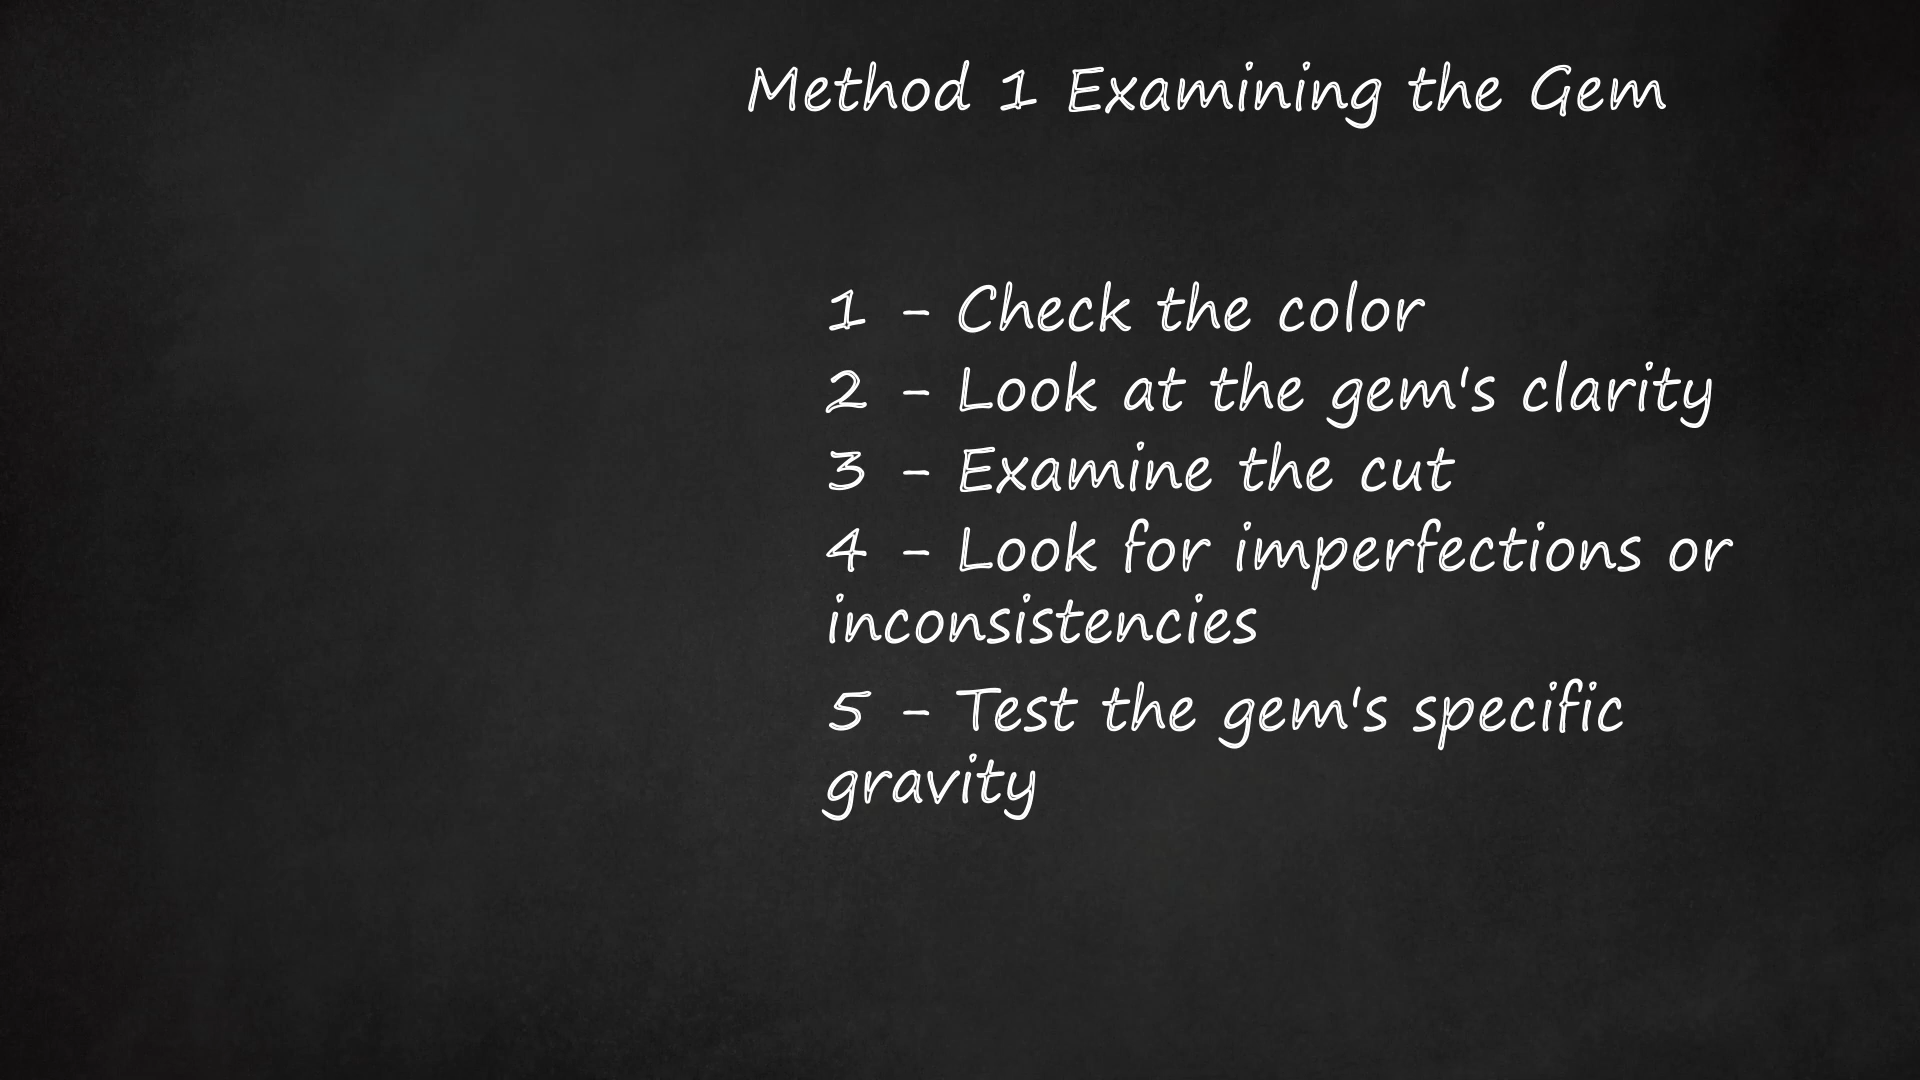 Method 1 Examining the Gem
1 - Check the color
2 - Look at the gem's clarity
3 - Examine the cut
4 - Look for imperfections or
inconsistencies
5 - Test the gem's specific
gravity